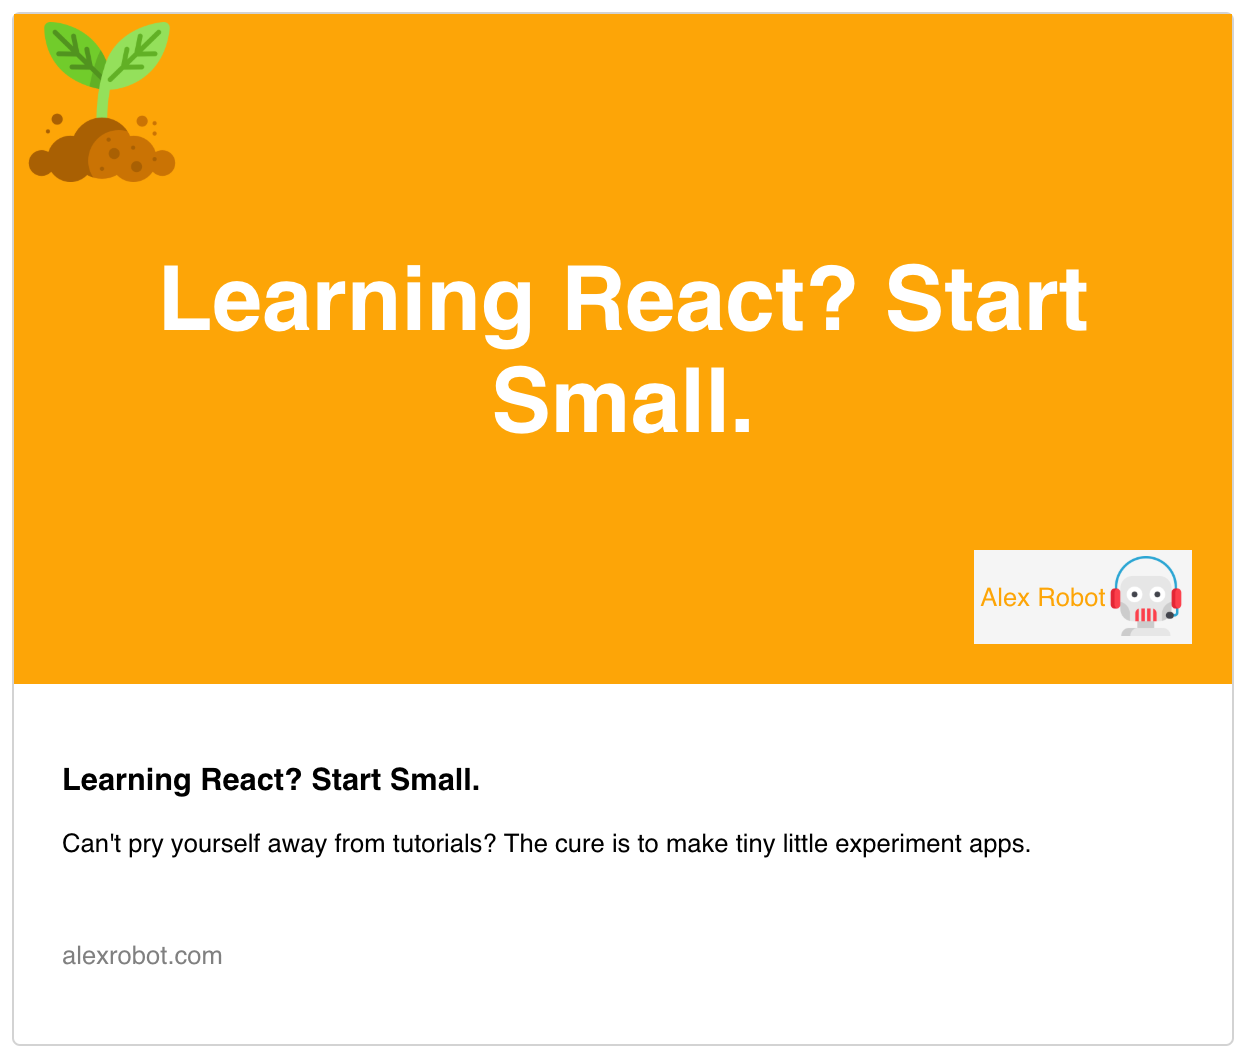 Learning React? Start
Small.
Alex Robot
Learning React? Start Small.
Can't pry yourself away from tutorials? The cure is to make tiny little experiment apps.
alexrobot.com